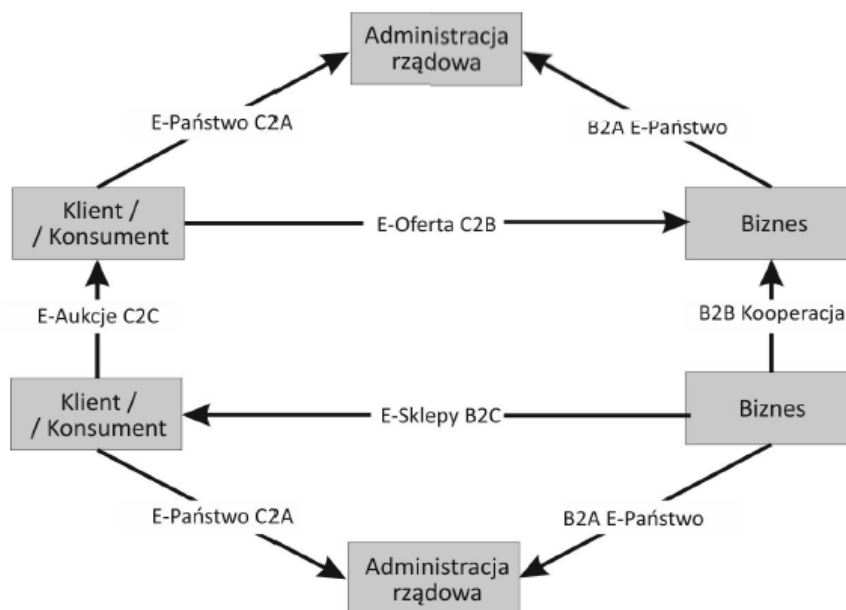 Administracja
rządowa
E-Państwo C2A
B2A E-Państwo
Klient /
/ Konsument
E-Oferta C2B
Biznes
E-Aukcje C2C
B2B Kooperacja
Klient /
/ Konsument
E-Sklepy B2C
Biznes
E-Państwo C2A
B2A E-Państwo
Administracja
rządowa